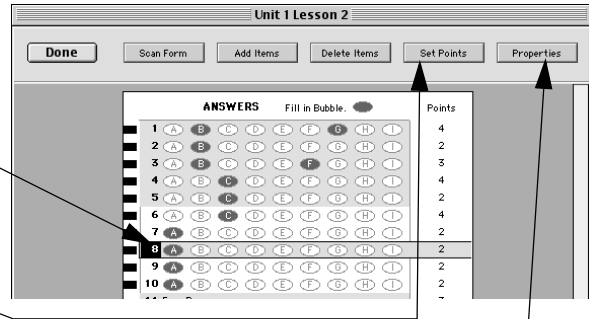 Unit 1 Lesson 2
Done Scan Form Add Items Delete Items Set Points Properties
ANSWERS Fill in Bubble. Points
1 A B C D E F G H I 4
2 A B C D E F G H I 2
3 A B C D E F G H I 3
4 A B C D E F G H I 4
5 A B C D E F G H I 2
6 A B C D E F G H I 4
7 A B C D E F G H I 2
8 A B C D E F G H I 2
9 A B C D E F G H I 2
10 A B C D E F G H I 2